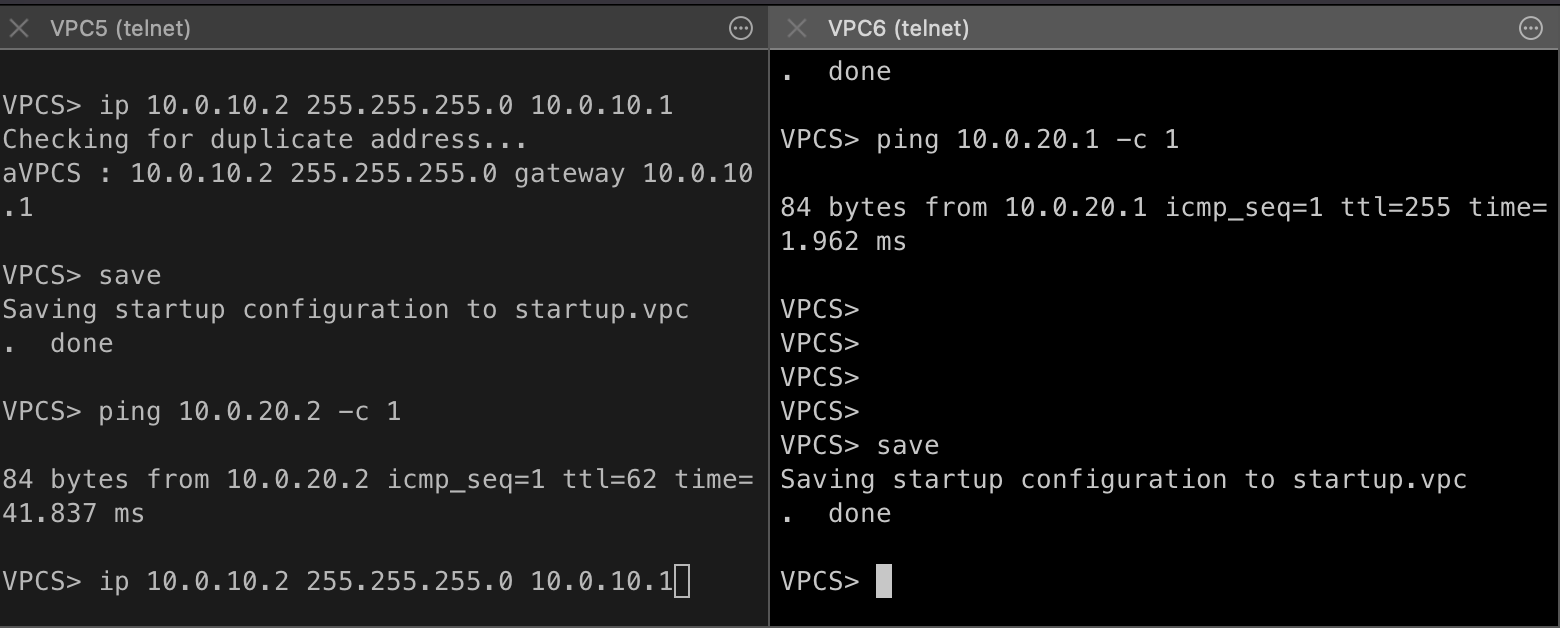 VPC5 (telnet)
VPCS> ip 10.0.10.2 255.255.255.0 10.0.10.1
Checking for duplicate address...
aVPCS : 10.0.10.2 255.255.255.0 gateway 10.0.10
.1
VPCS> save
Saving startup configuration to startup.vpc
.  done
VPCS> ping 10.0.20.2 -c 1
84 bytes from 10.0.20.2 icmp_seq=1 ttl=62 time=
41.837 ms
VPCS> ip 10.0.10.2 255.255.255.0 10.0.10.1
VPC6 (telnet)
.  done
VPCS> ping 10.0.20.1 -c 1
84 bytes from 10.0.20.1 icmp_seq=1 ttl=255 time=
1.962 ms
VPCS>
VPCS>
VPCS>
VPCS>
VPCS> save
Saving startup configuration to startup.vpc
.  done
VPCS>